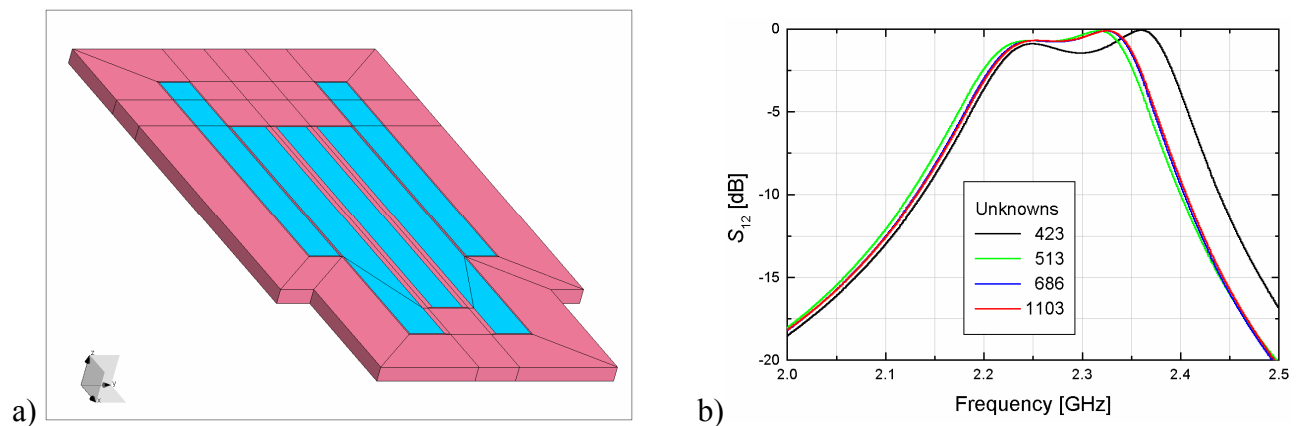 a)
z
y
x
b)
S12 [dB]
0
-5
-10
-15
-20
Unknowns
423
513
686
1103
2.0 2.1 2.2 2.3 2.4 2.5
Frequency [GHz]